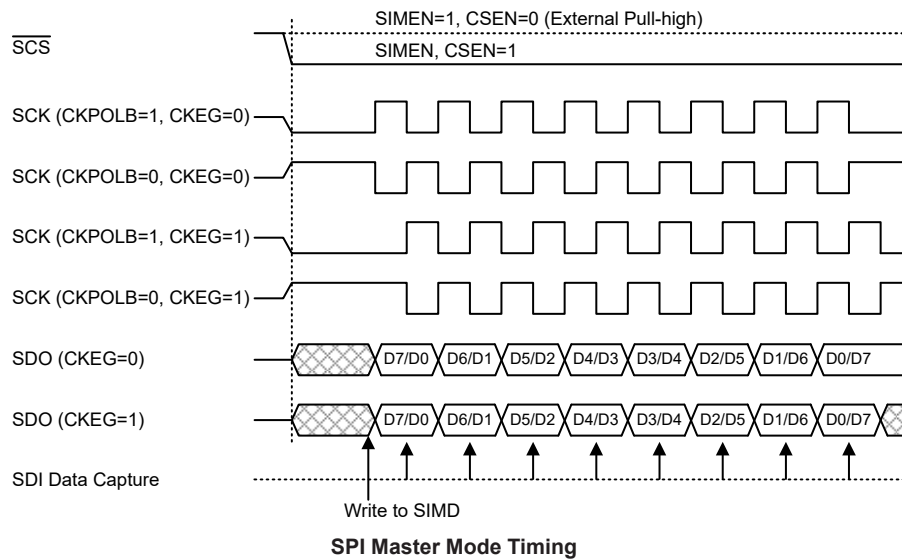 SIMEN=1, CSEN=0 (External Pull-high)
SCS
SIMEN, CSEN=1
SCK (CKPOLB=1, CKEG=0)
SCK (CKPOLB=0, CKEG=0)
SCK (CKPOLB=1, CKEG=1)
SCK (CKPOLB=0, CKEG=1)
SDO (CKEG=0) D7/D0 D6/D1 D5/D2 D4/D3 D3/D4 D2/D5 D1/D6 D0/D7
SDO (CKEG=1) D7/D0 D6/D1 D5/D2 D4/D3 D3/D4 D2/D5 D1/D6 D0/D7
SDI Data Capture
Write to SIMD
SPI Master Mode Timing